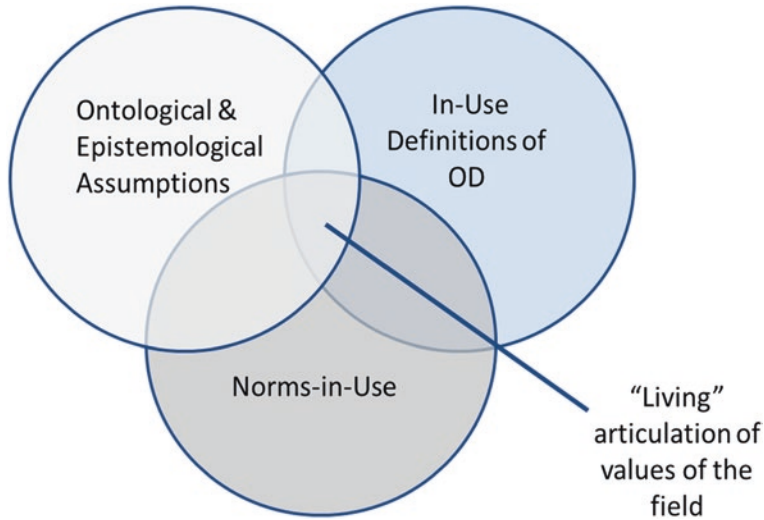 Ontological &
Epistemological
Assumptions
In-Use
Definitions of
OD
Norms-in-Use
“Living”
articulation of
values of the
field